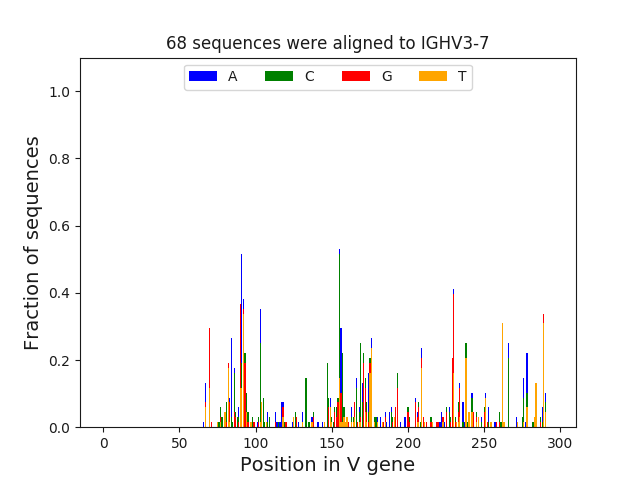 68 sequences were aligned to IGHV3-7
A C G T
Fraction of sequences
1.0
0.8
0.6
0.4
0.2
0.0
0 50 100 150 200 250 300
Position in V gene